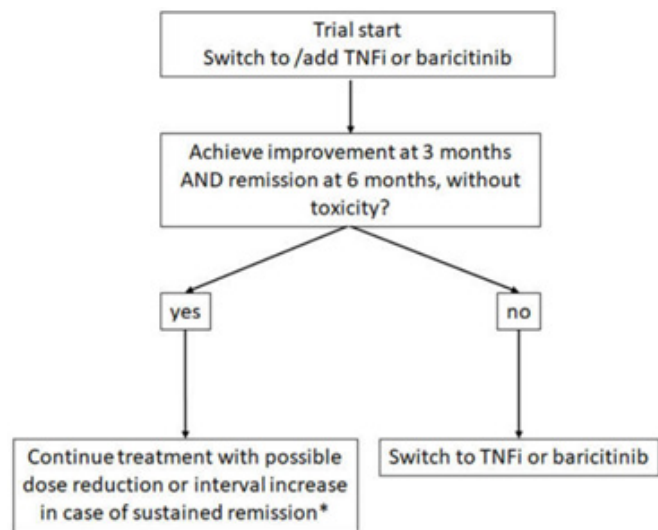 Trial start
Switch to /add TNFi or baricitinib
Achieve improvement at 3 months
AND remission at 6 months, without
toxicity?
yes
no
Continue treatment with possible
dose reduction or interval increase
in case of sustained remission*
Switch to TNFi or baricitinib